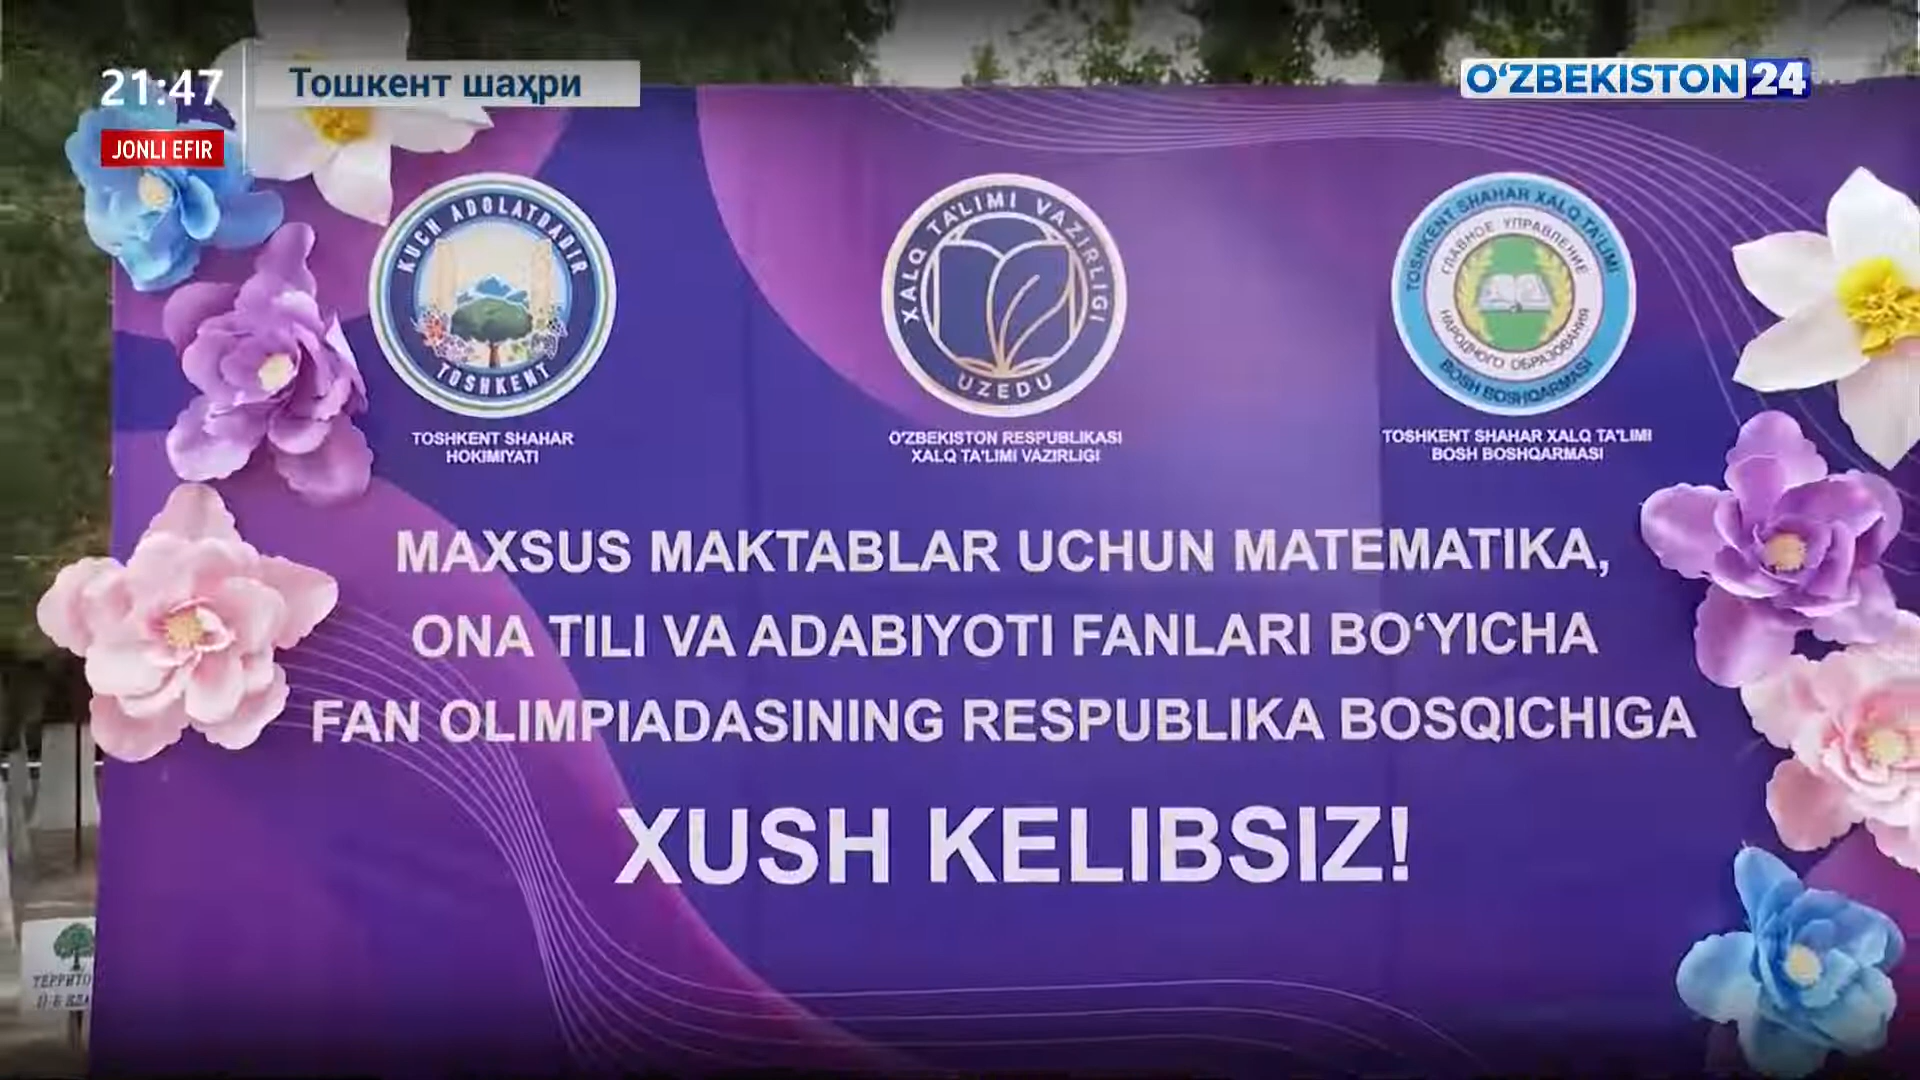 21:47
Тошкент шаҳри
O‘ZBEKISTON 24
JONLI EFIR
KUCH ADOLATDADIR
TOSHKENT
XALQ TA'LIMI VAZIRLIGI
UZEDU
TOSHKENT SHAHAR XALQ TA'LIMI
ГЛАВНОЕ УПРАВЛЕНИЕ
НАРОДНОГО ОБРАЗОВАНИЯ
BOSH BOSHQARMASI
TOSHKENT SHAHAR
HOKIMIYATI
O'ZBEKISTON RESPUBLIKASI
XALQ TA'LIMI VAZIRLIGI
TOSHKENT SHAHAR XALQ TA'LIMI
BOSH BOSHQARMASI
MAXSUS MAKTABLAR UCHUN MATEMATIKA,
ONA TILI VA ADABIYOTI FANLARI BO‘YICHA
FAN OLIMPIADASINING RESPUBLIKA BOSQICHIGA
XUSH KELIBSIZ!